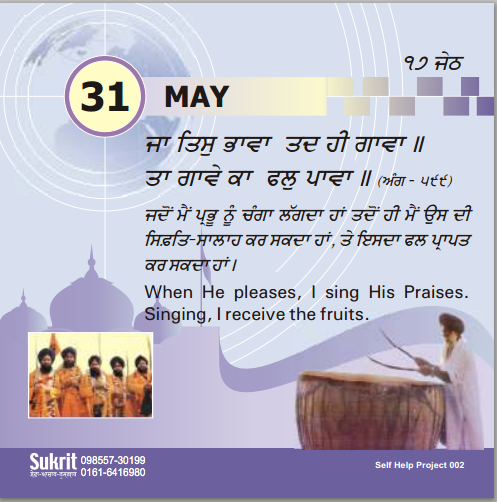 ੧੭ ਜੇਠ
31 MAY
ਜਾ ਤਿਸੁ ਭਾਵਾ ਤਦ ਹੀ ਗਾਵਾ ॥
ਤਾ ਗਾਵੇ ਕਾ ਫਲੁ ਪਾਵਾ ॥ (ਅੰਗ - ੫੯੯)
ਜਦੋਂ ਮੈਂ ਪ੍ਰਭੂ ਨੂੰ ਚੰਗਾ ਲੱਗਦਾ ਹਾਂ ਤਦੋਂ ਹੀ ਮੈਂ ਉਸ ਦੀ
ਸਿਫ਼ਤਿ-ਸਾਲਾਹ ਕਰ ਸਕਦਾ ਹਾਂ, ਤੇ ਇਸਦਾ ਫਲ ਪ੍ਰਾਪਤ
ਕਰ ਸਕਦਾ ਹਾਂ।
When He pleases, I sing His Praises.
Singing, I receive the fruits.
Sukrit 098557-30199
0161-6416980
Self Help Project 002